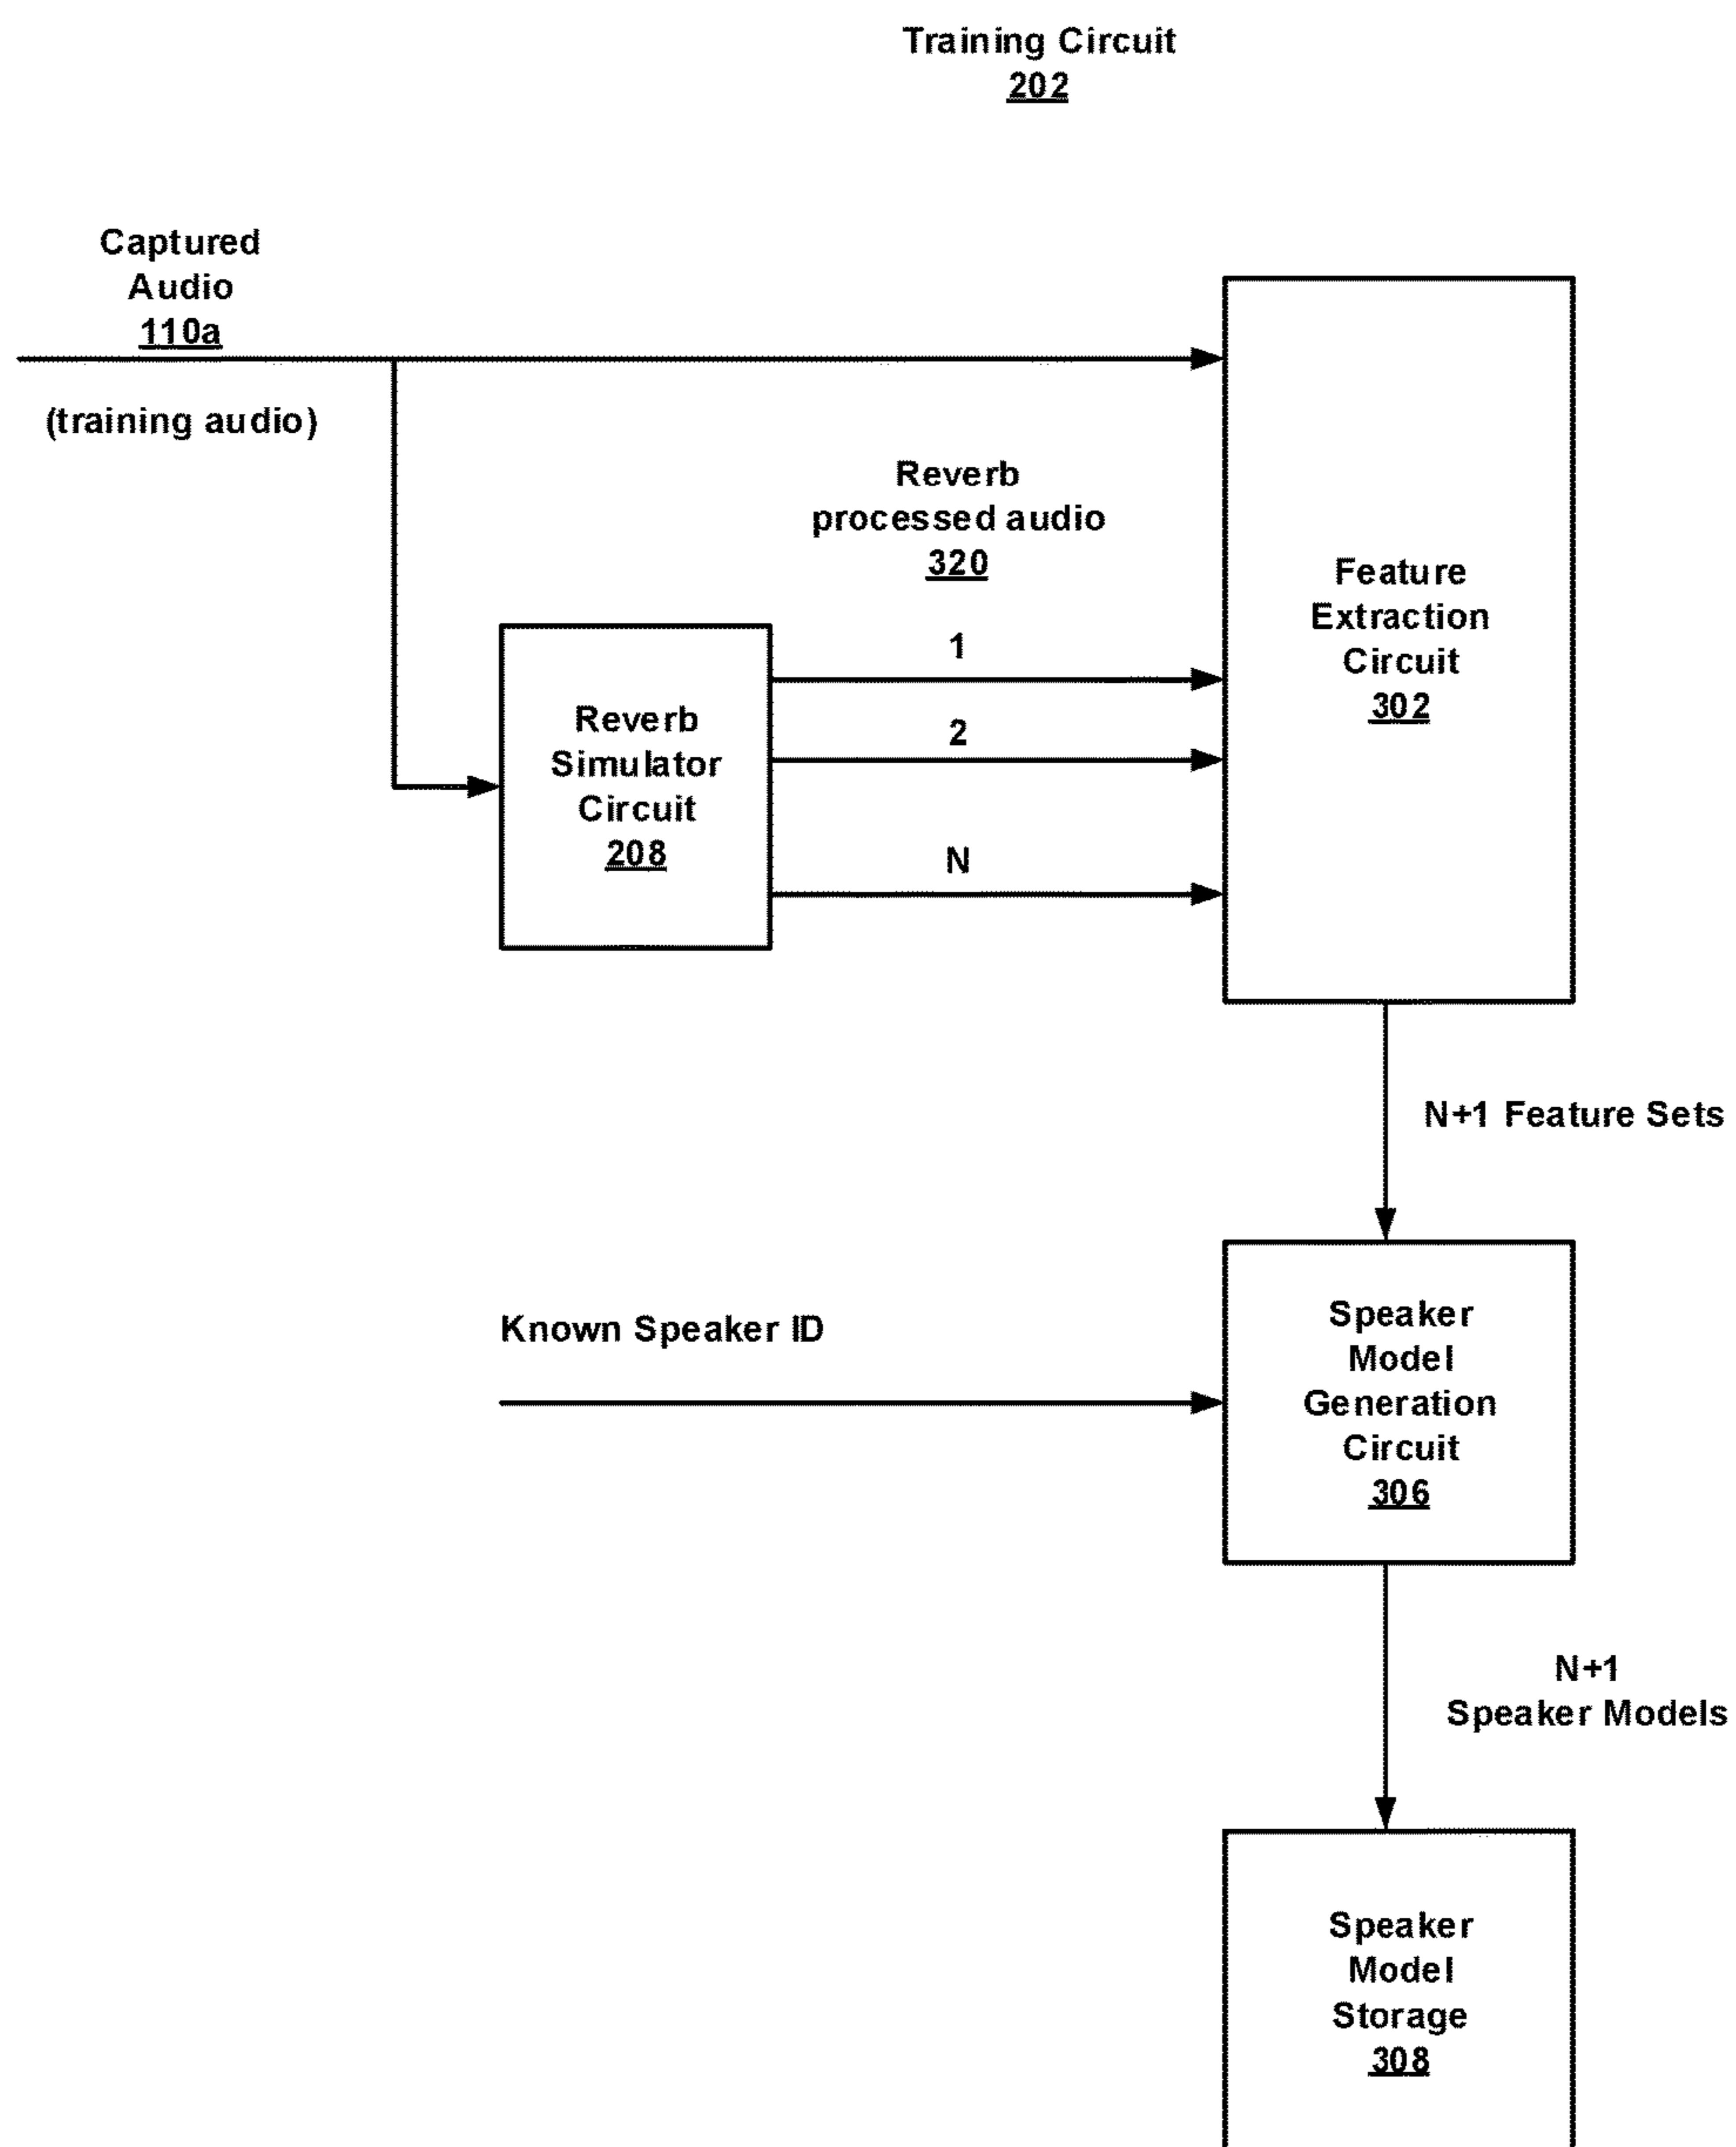 Training Circuit
202
Captured
Audio
110a
(training audio)
Reverb
processed audio
320
1
2
N
Reverb
Simulator
Circuit
208
Feature
Extraction
Circuit
302
N+1 Feature Sets
Known Speaker ID
Speaker
Model
Generation
Circuit
306
N+1
Speaker Models
Speaker
Model
Storage
308